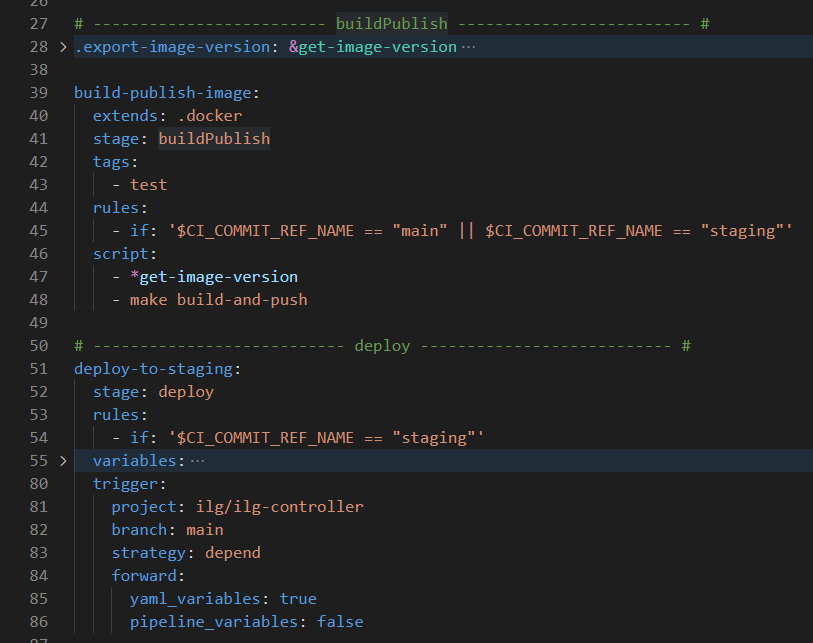 26
27 # ------------------------- buildPublish ------------------------- #
28 > .export-image-version: &get-image-version ···
38
39 build-publish-image:
40   extends: .docker
41   stage: buildPublish
42   tags:
43     - test
44   rules:
45     - if: '$CI_COMMIT_REF_NAME == "main" || $CI_COMMIT_REF_NAME == "staging"'
46   script:
47     - *get-image-version
48     - make build-and-push
49
50 # --------------------------- deploy --------------------------- #
51 deploy-to-staging:
52   stage: deploy
53   rules:
54     - if: '$CI_COMMIT_REF_NAME == "staging"'
55 >   variables: ···
80   trigger:
81     project: ilg/ilg-controller
82     branch: main
83     strategy: depend
84     forward:
85       yaml_variables: true
86       pipeline_variables: false
87